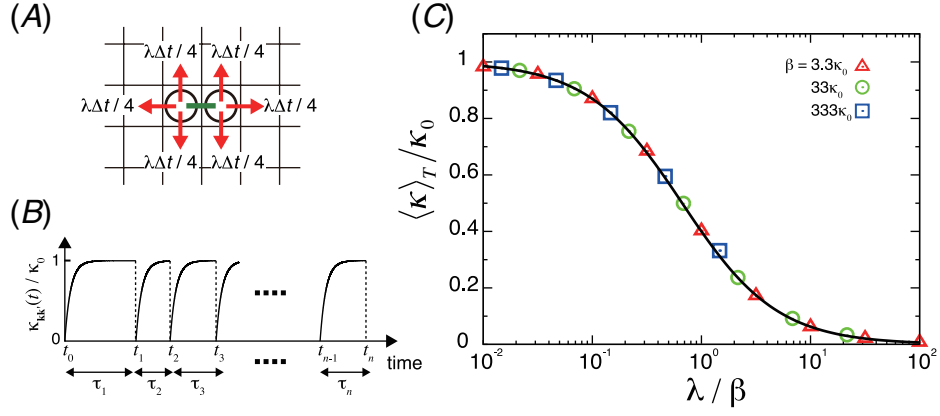 (A)
λΔt / 4 λΔt / 4
λΔt / 4 λΔt / 4
λΔt / 4 λΔt / 4
(B)
κkk'(t) / κ0
1
0
t0 t1 t2 t3 tn-1 tn time
τ1 τ2 τ3 τn
(C)
⟨κ⟩T / κ0
1
0.8
0.6
0.4
0.2
0
10-2 10-1 100 101 102
λ / β
β = 3.3κ0
33κ0
333κ0